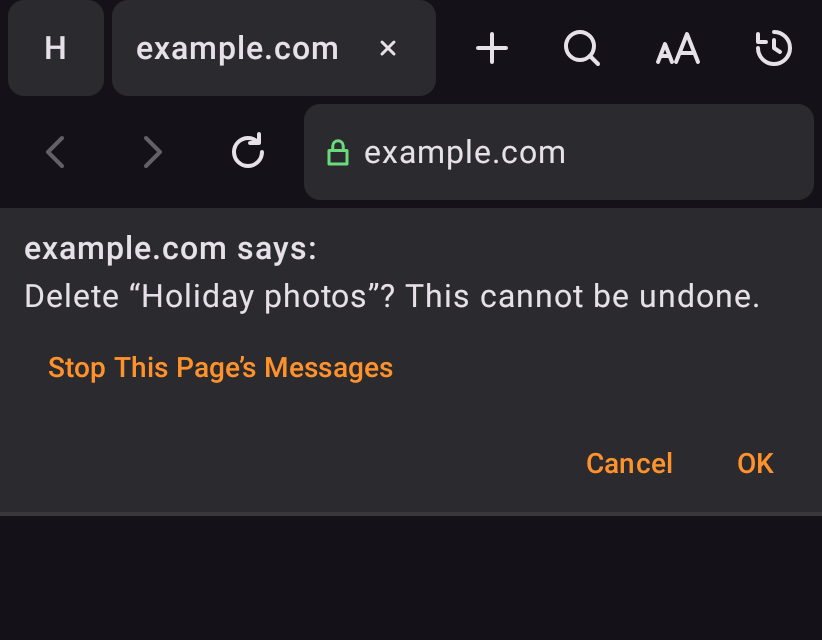 H
example.com
AA
example.com
example.com says:
Delete “Holiday photos”? This cannot be undone.
Stop This Page’s Messages
Cancel OK